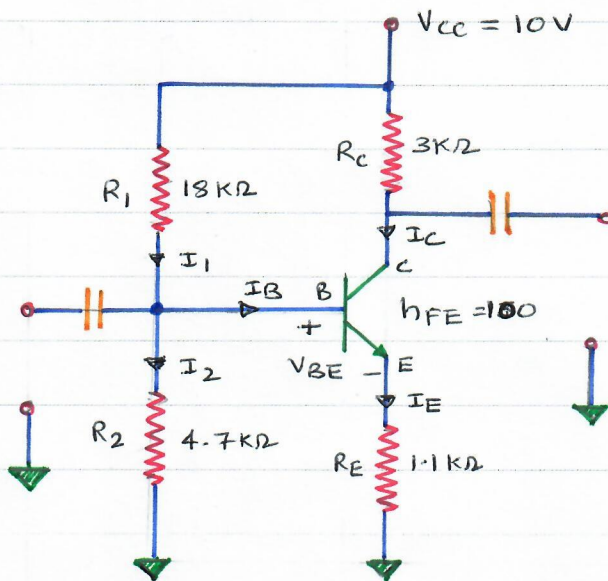 VCC = 10V
RC 3KΩ
R1 18KΩ
I1
IC
C
IB
B
hFE = 100
+
VBE -
E
I2
IE
R2 4.7KΩ
RE 1.1KΩ